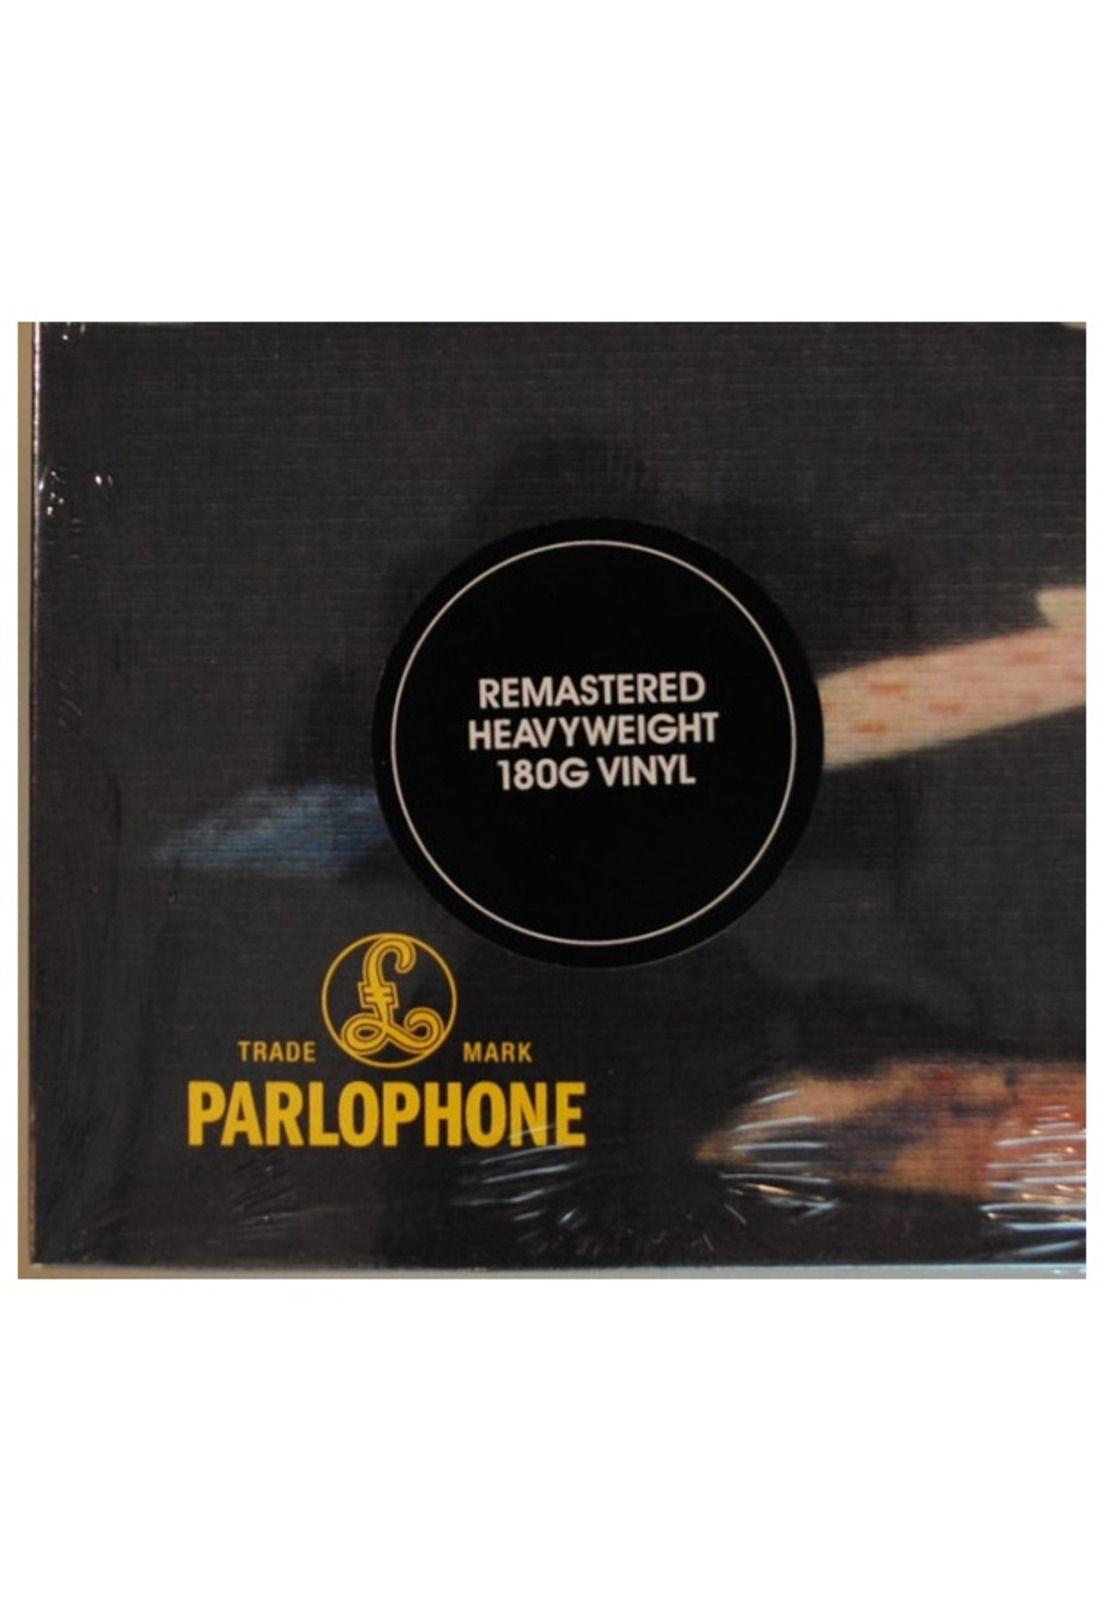 REMASTERED
HEAVYWEIGHT
180G VINYL
£
TRADE MARK
PARLOPHONE